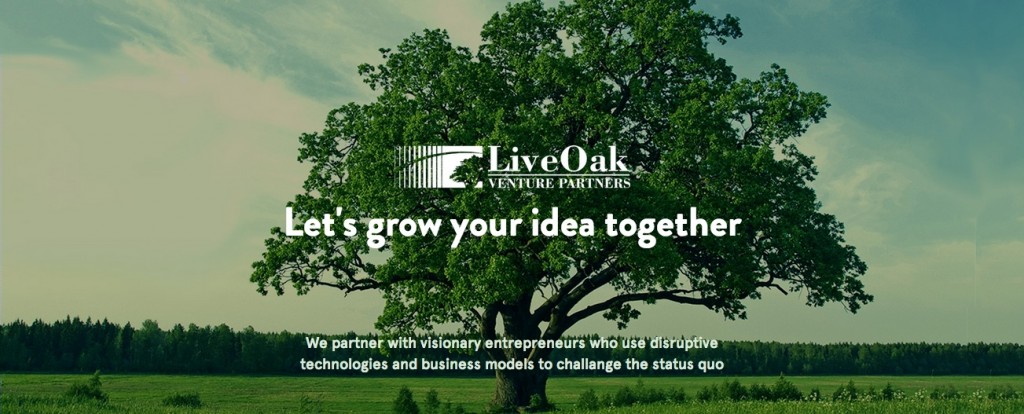 LiveOak
VENTURE PARTNERS
Let's grow your idea together
We partner with visionary entrepreneurs who use disruptive
technologies and business models to challange the status quo